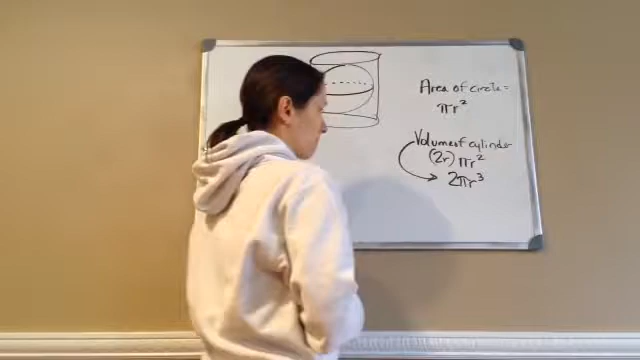 Area of circle =
πr²
Volume of cylinder
(2r) πr²
2πr³